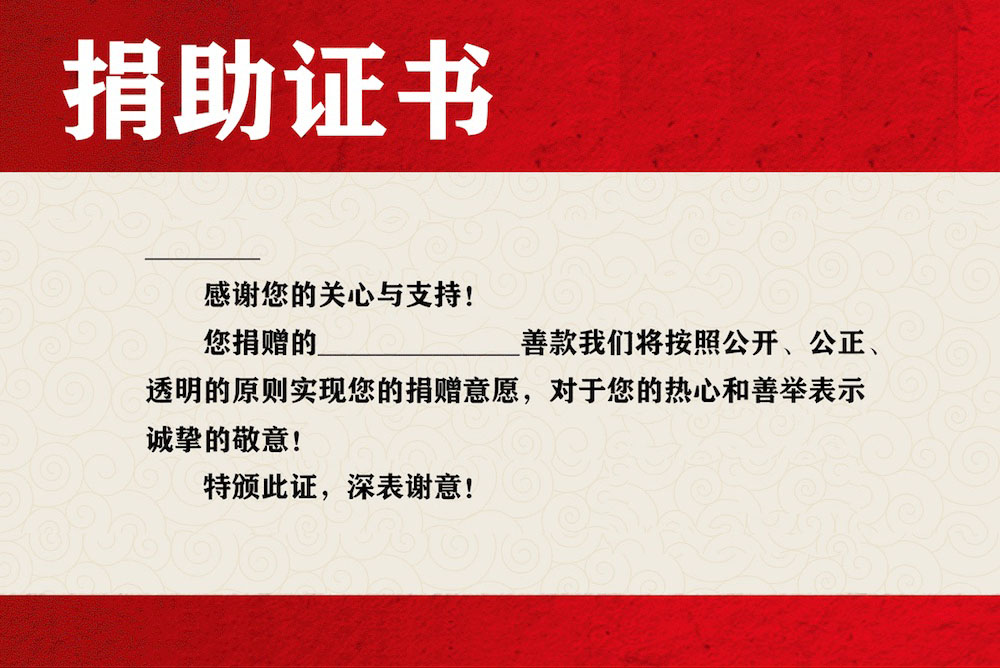 捐助证书
________
感谢您的关心与支持！
您捐赠的______________善款我们将按照公开、公正、
透明的原则实现您的捐赠意愿，对于您的热心和善举表示
诚挚的敬意！
特颁此证，深表谢意！